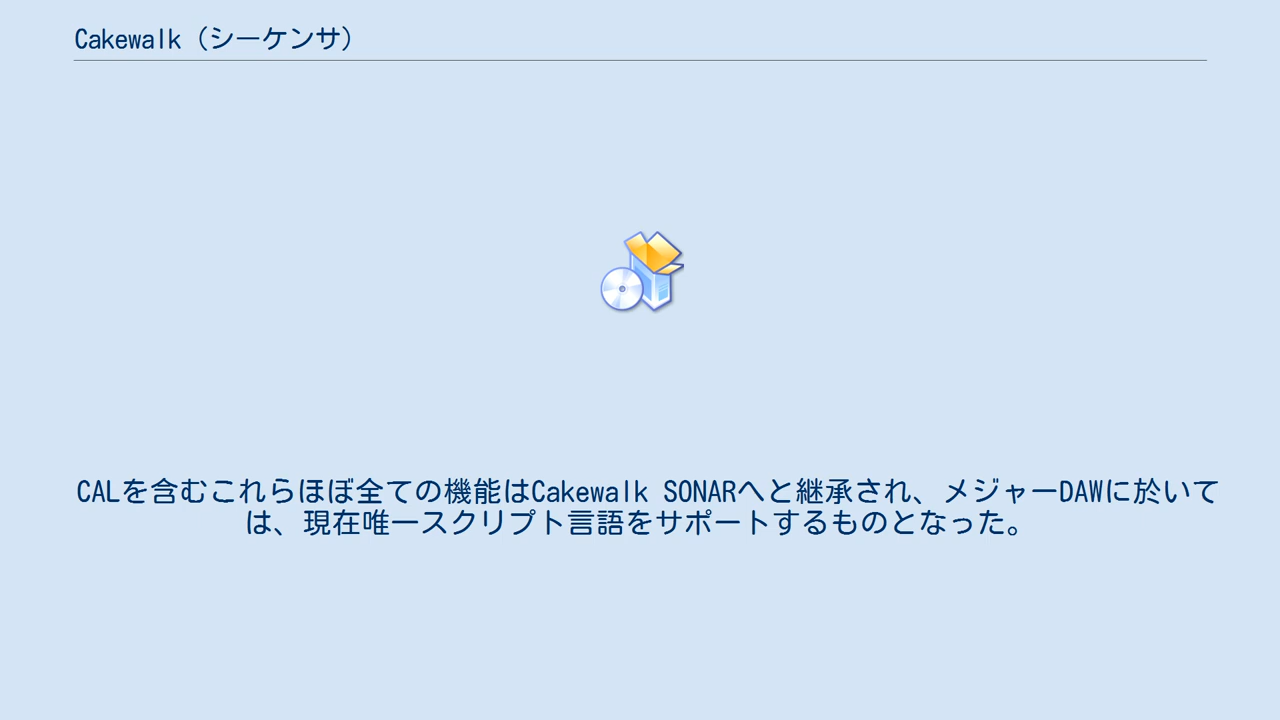 Cakewalk（シーケンサ）
CALを含むこれらほぼ全ての機能はCakewalk SONARへと継承され、メジャーDAWに於いて
は、現在唯一スクリプト言語をサポートするものとなった。